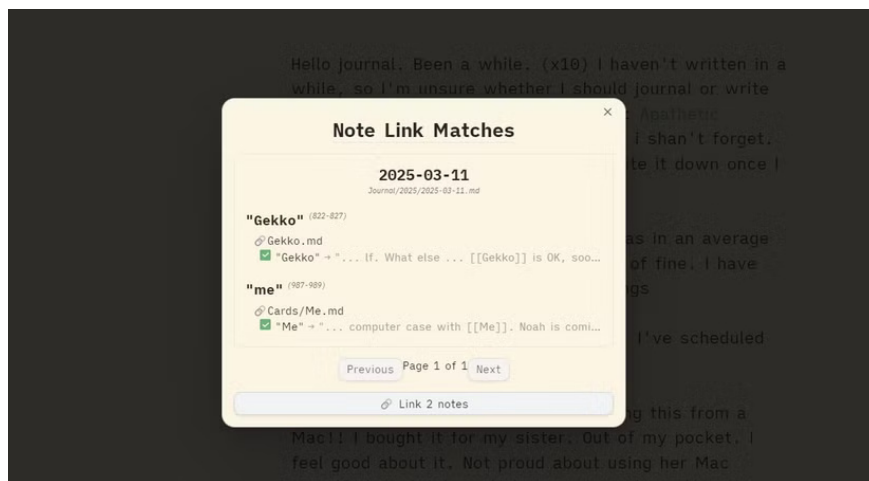 Hello journal. Been a while. (x10) I haven't written in a
while, so I'm unsure whether I should journal or write
Aesthetic
i shan't forget.
it down once I
×
Note Link Matches
2025-03-11
Journal/2025/2025-03-11.md
"Gekko" (822-827)
Gekko.md
"Gekko" → "... If. What else ... [[Gekko]] is OK, soo...
"me" (987-989)
Cards/Me.md
"Me" → "... computer case with [[Me]]. Noah is comi...
Previous Page 1 of 1 Next
Link 2 notes
in an average
of fine. I have
I've scheduled
this from a
Mac!! I bought it for my sister. Out of my pocket. I
feel good about it. Not proud about using her Mac